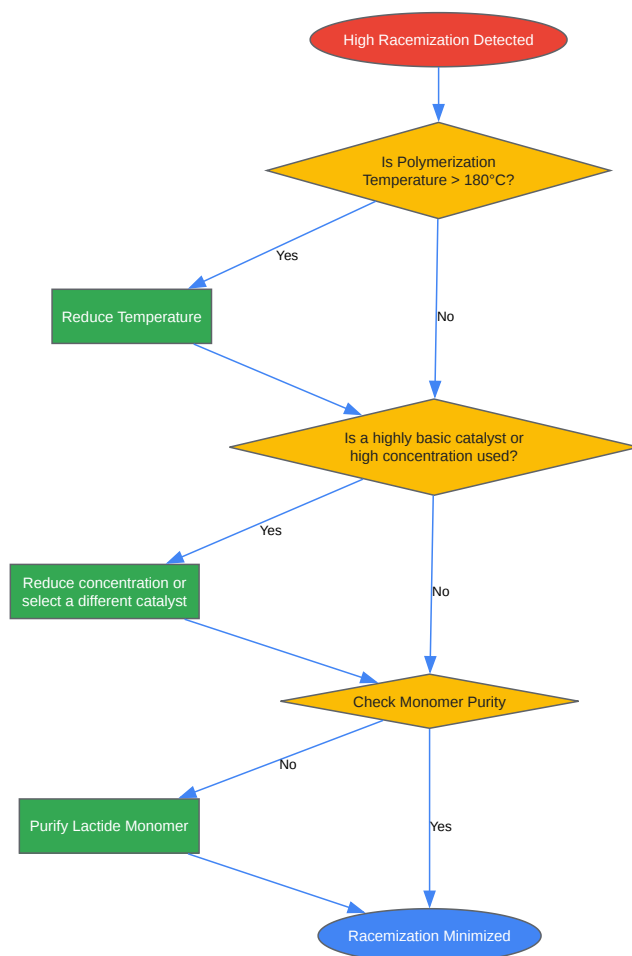 High Racemization Detected
Is Polymerization
Temperature > 180°C?
Yes
Reduce Temperature
No
Is a highly basic catalyst or
high concentration used?
Yes
Reduce concentration or
select a different catalyst
No
Check Monomer Purity
No
Purify Lactide Monomer
Yes
Racemization Minimized